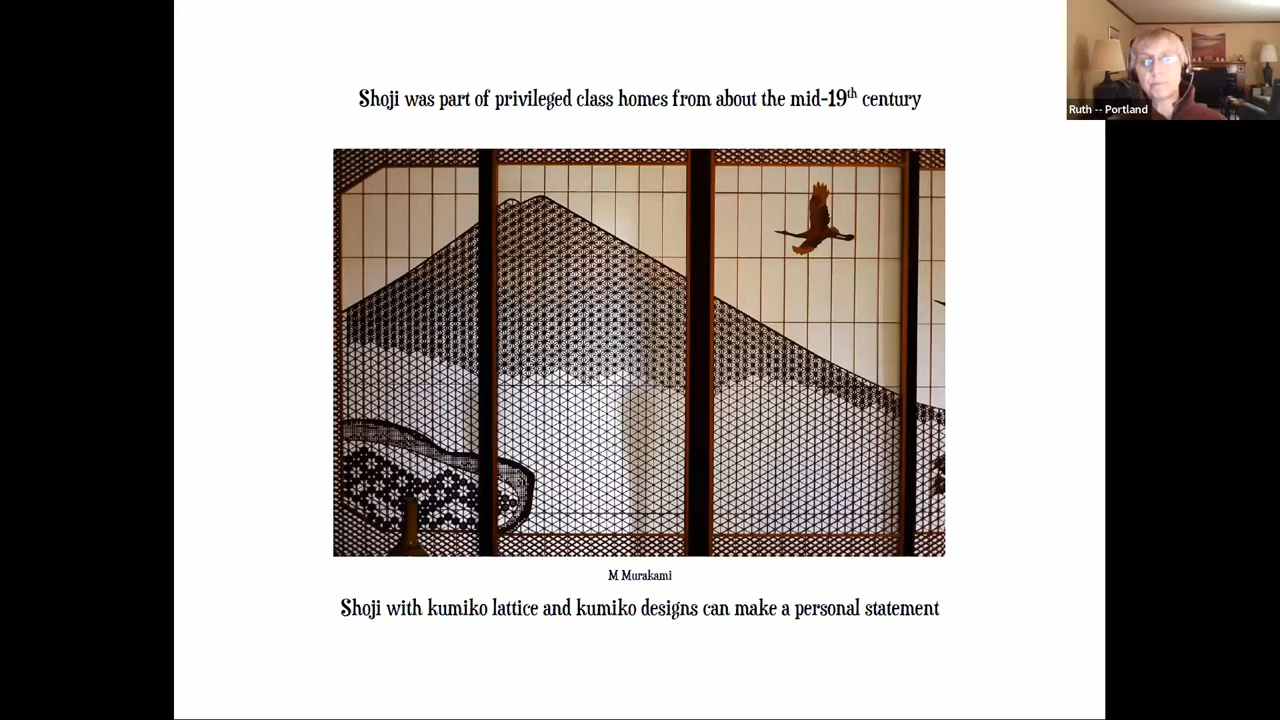 Shoji was part of privileged class homes from about the mid-19th century
Ruth -- Portland
M Murakami
Shoji with kumiko lattice and kumiko designs can make a personal statement